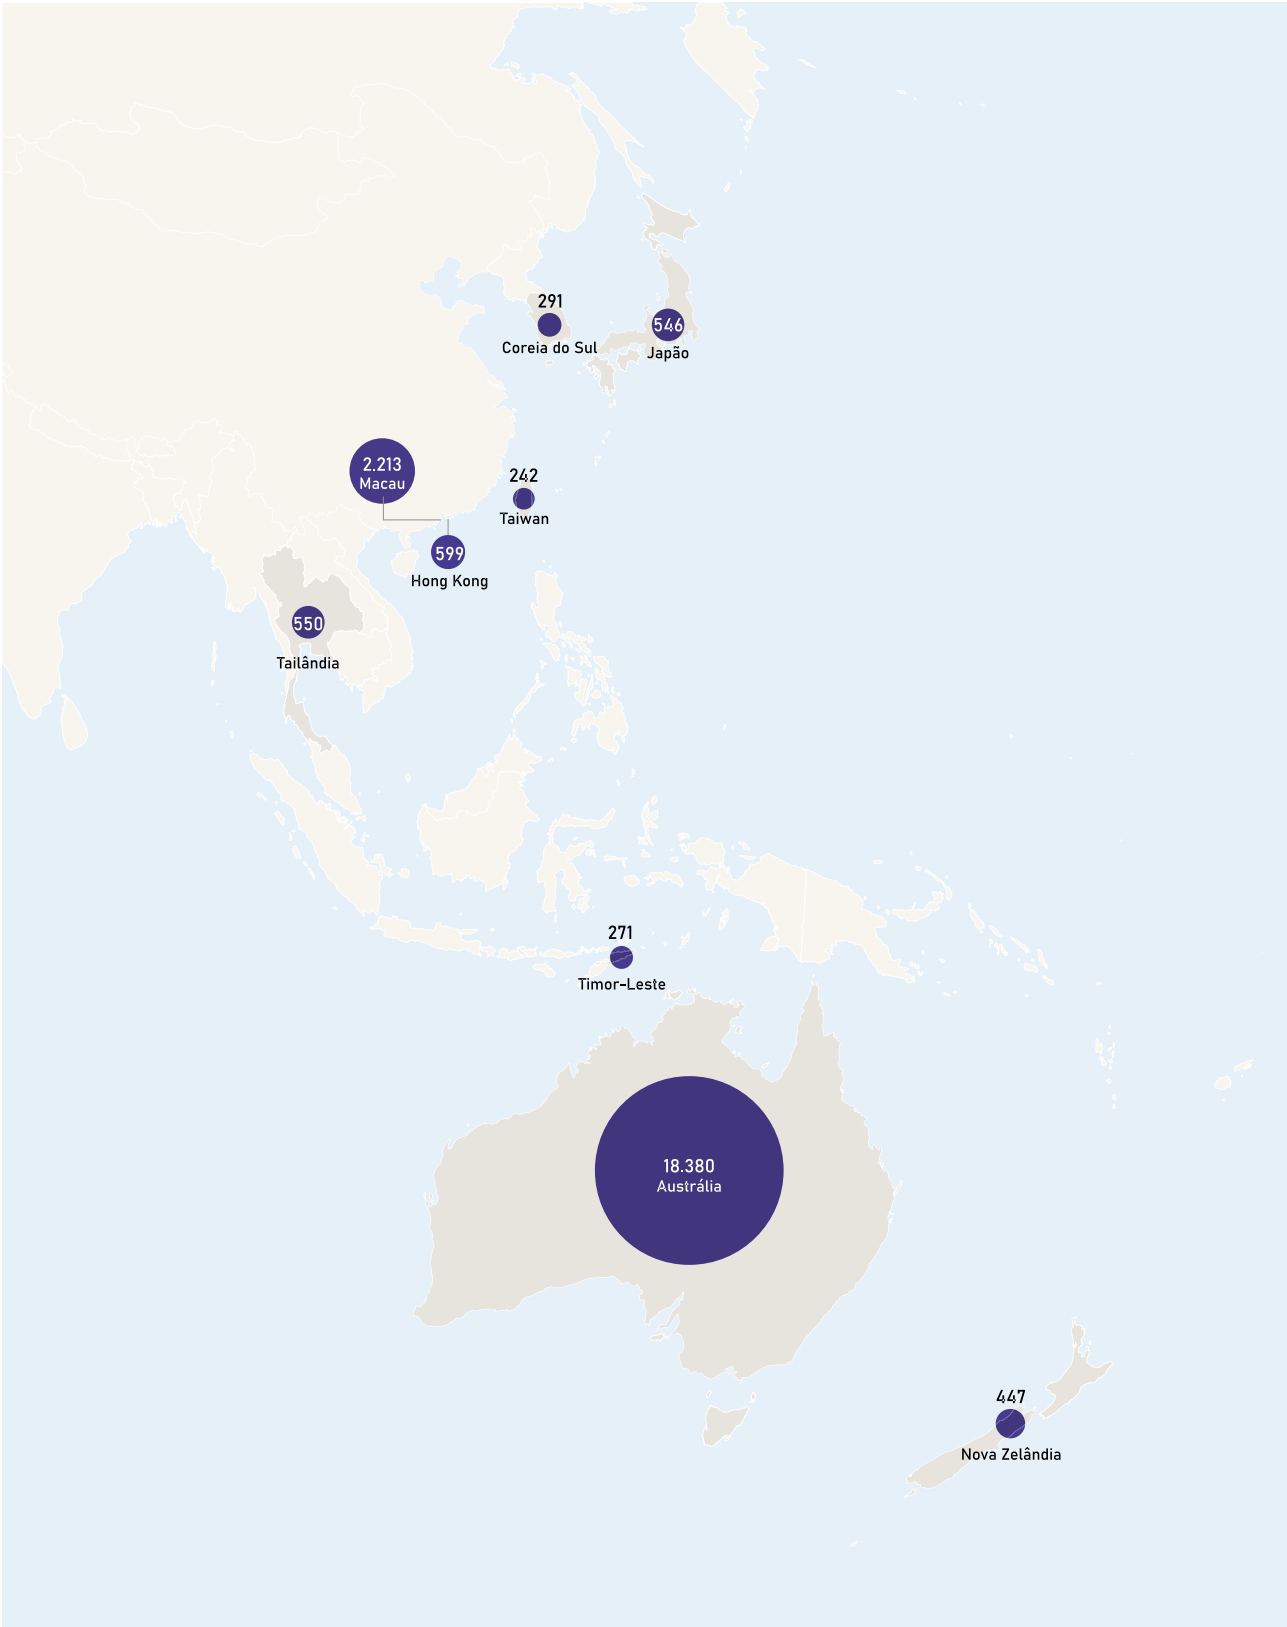 291
Coreia do Sul
546
Japão
2.213
Macau
242
Taiwan
599
Hong Kong
550
Tailândia
271
Timor-Leste
18.380
Austrália
447
Nova Zelândia